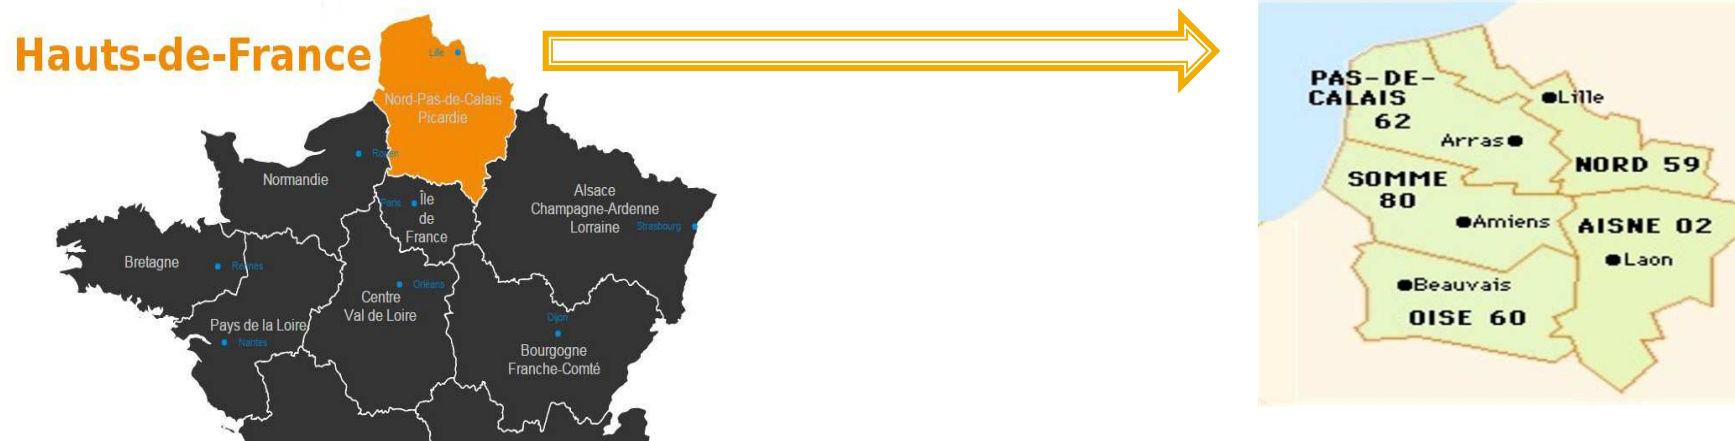 Hauts-de-France
Lille
Nord-Pas-de-Calais
Picardie
Rouen
Normandie
Paris
Île
de
France
Alsace
Champagne-Ardenne
Lorraine
Strasbourg
Bretagne
Rennes
Orléans
Centre
Val de Loire
Pays de la Loire
Nantes
Dijon
Bourgogne
Franche-Comté
PAS-DE-
CALAIS
62
Lille
Arras
NORD 59
SOMME
80
Amiens
AISNE 02
Laon
Beauvais
OISE 60